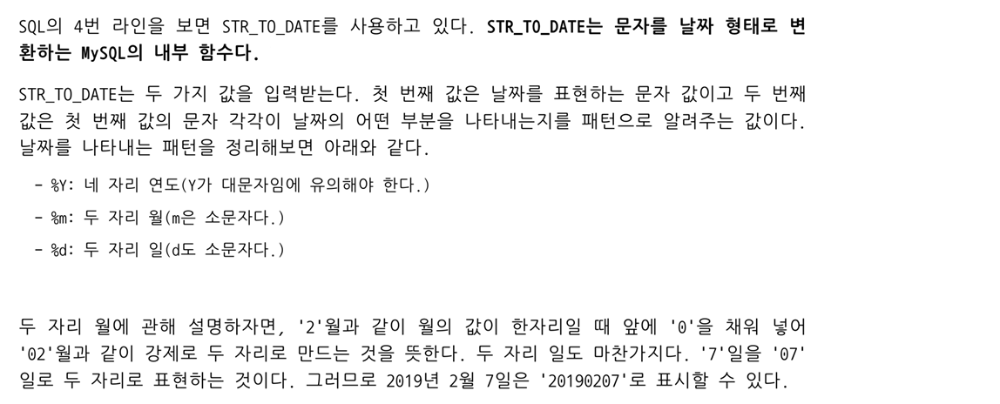 SQL의 4번 라인을 보면 STR_TO_DATE를 사용하고 있다. STR_TO_DATE는 문자를 날짜 형태로 변
환하는 MySQL의 내부 함수다.
STR_TO_DATE는 두 가지 값을 입력받는다. 첫 번째 값은 날짜를 표현하는 문자 값이고 두 번째
값은 첫 번째 값의 문자 각각이 날짜의 어떤 부분을 나타내는지를 패턴으로 알려주는 값이다.
날짜를 나타내는 패턴을 정리해보면 아래와 같다.
- %Y: 네 자리 연도(Y가 대문자임에 유의해야 한다.)
- %m: 두 자리 월(m은 소문자다.)
- %d: 두 자리 일(d도 소문자다.)
두 자리 월에 관해 설명하자면, '2'월과 같이 월의 값이 한자리일 때 앞에 '0'을 채워 넣어
'02'월과 같이 강제로 두 자리로 만드는 것을 뜻한다. 두 자리 일도 마찬가지다. '7'일을 '07'
일로 두 자리로 표현하는 것이다. 그러므로 2019년 2월 7일은 '20190207'로 표시할 수 있다.